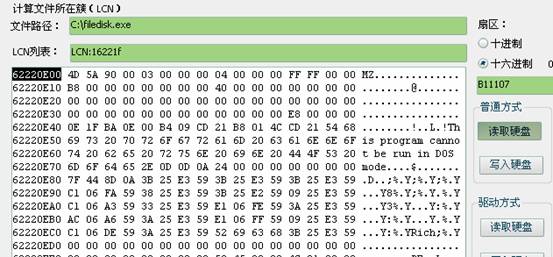 计算文件所在簇（LCN）
文件路径： C:\filedisk.exe
LCN列表： LCN:16221f
扇区：
十进制
十六进制 0
B11107
普通方式
读取硬盘
写入硬盘
驱动方式
读取硬盘
62220E00 4D 5A 90 00 03 00 00 00 04 00 00 00 FF FF 00 00 MZ..............
62220E10 B8 00 00 00 00 00 00 00 40 00 00 00 00 00 00 00 ........@.......
62220E20 00 00 00 00 00 00 00 00 00 00 00 00 00 00 00 00 ................
62220E30 00 00 00 00 00 00 00 00 00 00 00 00 E8 00 00 00 ................
62220E40 0E 1F BA 0E 00 B4 09 CD 21 B8 01 4C CD 21 54 68 ........!..L.!Th
62220E50 69 73 20 70 72 6F 67 72 61 6D 20 63 61 6E 6E 6F is program canno
62220E60 74 20 62 65 20 72 75 6E 20 69 6E 20 44 4F 53 20 t be run in DOS
62220E70 6D 6F 64 65 2E 0D 0D 0A 24 00 00 00 00 00 00 00 mode....$.......
62220E80 7F 44 8D 0A 3B 25 E3 59 3B 25 E3 59 3B 25 E3 59 .D..;%.Y;%.Y;%.Y
62220E90 C1 06 FA 59 38 25 E3 59 3B 25 E2 59 09 25 E3 59 ...Y8%.Y;%.Y.%.Y
62220EA0 C1 06 A3 59 33 25 E3 59 E1 06 FE 59 3A 25 E3 59
62220EB0 AC 06 A6 59 3A 25 E3 59 E1 06 FF 59 09 25 E3 59
62220EC0 C1 06 DE 59 3A 25 E3 59 52 69 63 68 3B 25 E3 59 ...Y:%.YRich;%.Y
62220ED0 00 00 00 00 00 00 00 00 00 00 00 00 00 00 00 00 ................